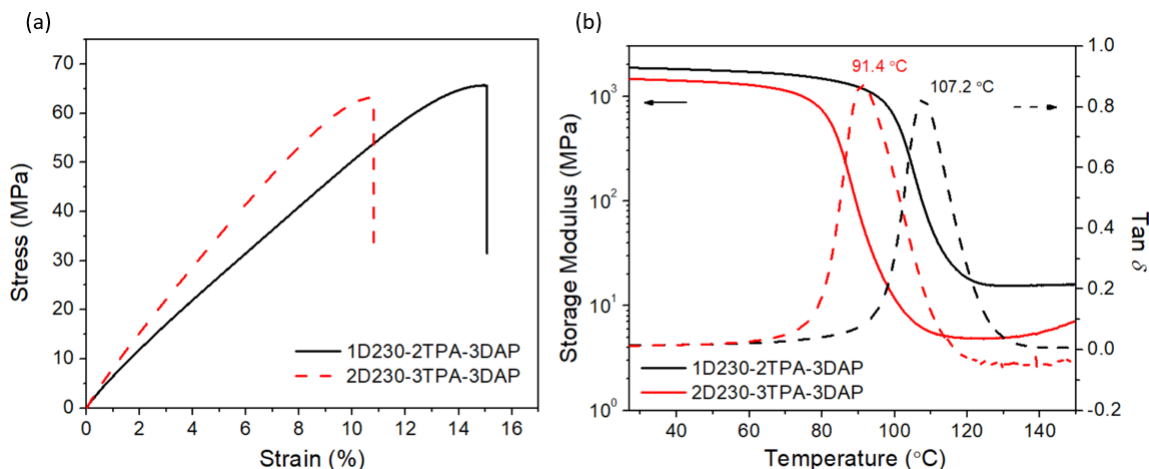 (a)
70
60
50
40
30
20
10
0
Stress (MPa)
0 2 4 6 8 10 12 14 16
Strain (%)
1D230-2TPA-3DAP
2D230-3TPA-3DAP
(b)
10³
10²
10¹
10⁰
Storage Modulus (MPa)
91.4 °C
107.2 °C
1D230-2TPA-3DAP
2D230-3TPA-3DAP
40 60 80 100 120 140
Temperature (°C)
1.0
0.8
0.6
0.4
0.2
0.0
-0.2
Tan δ